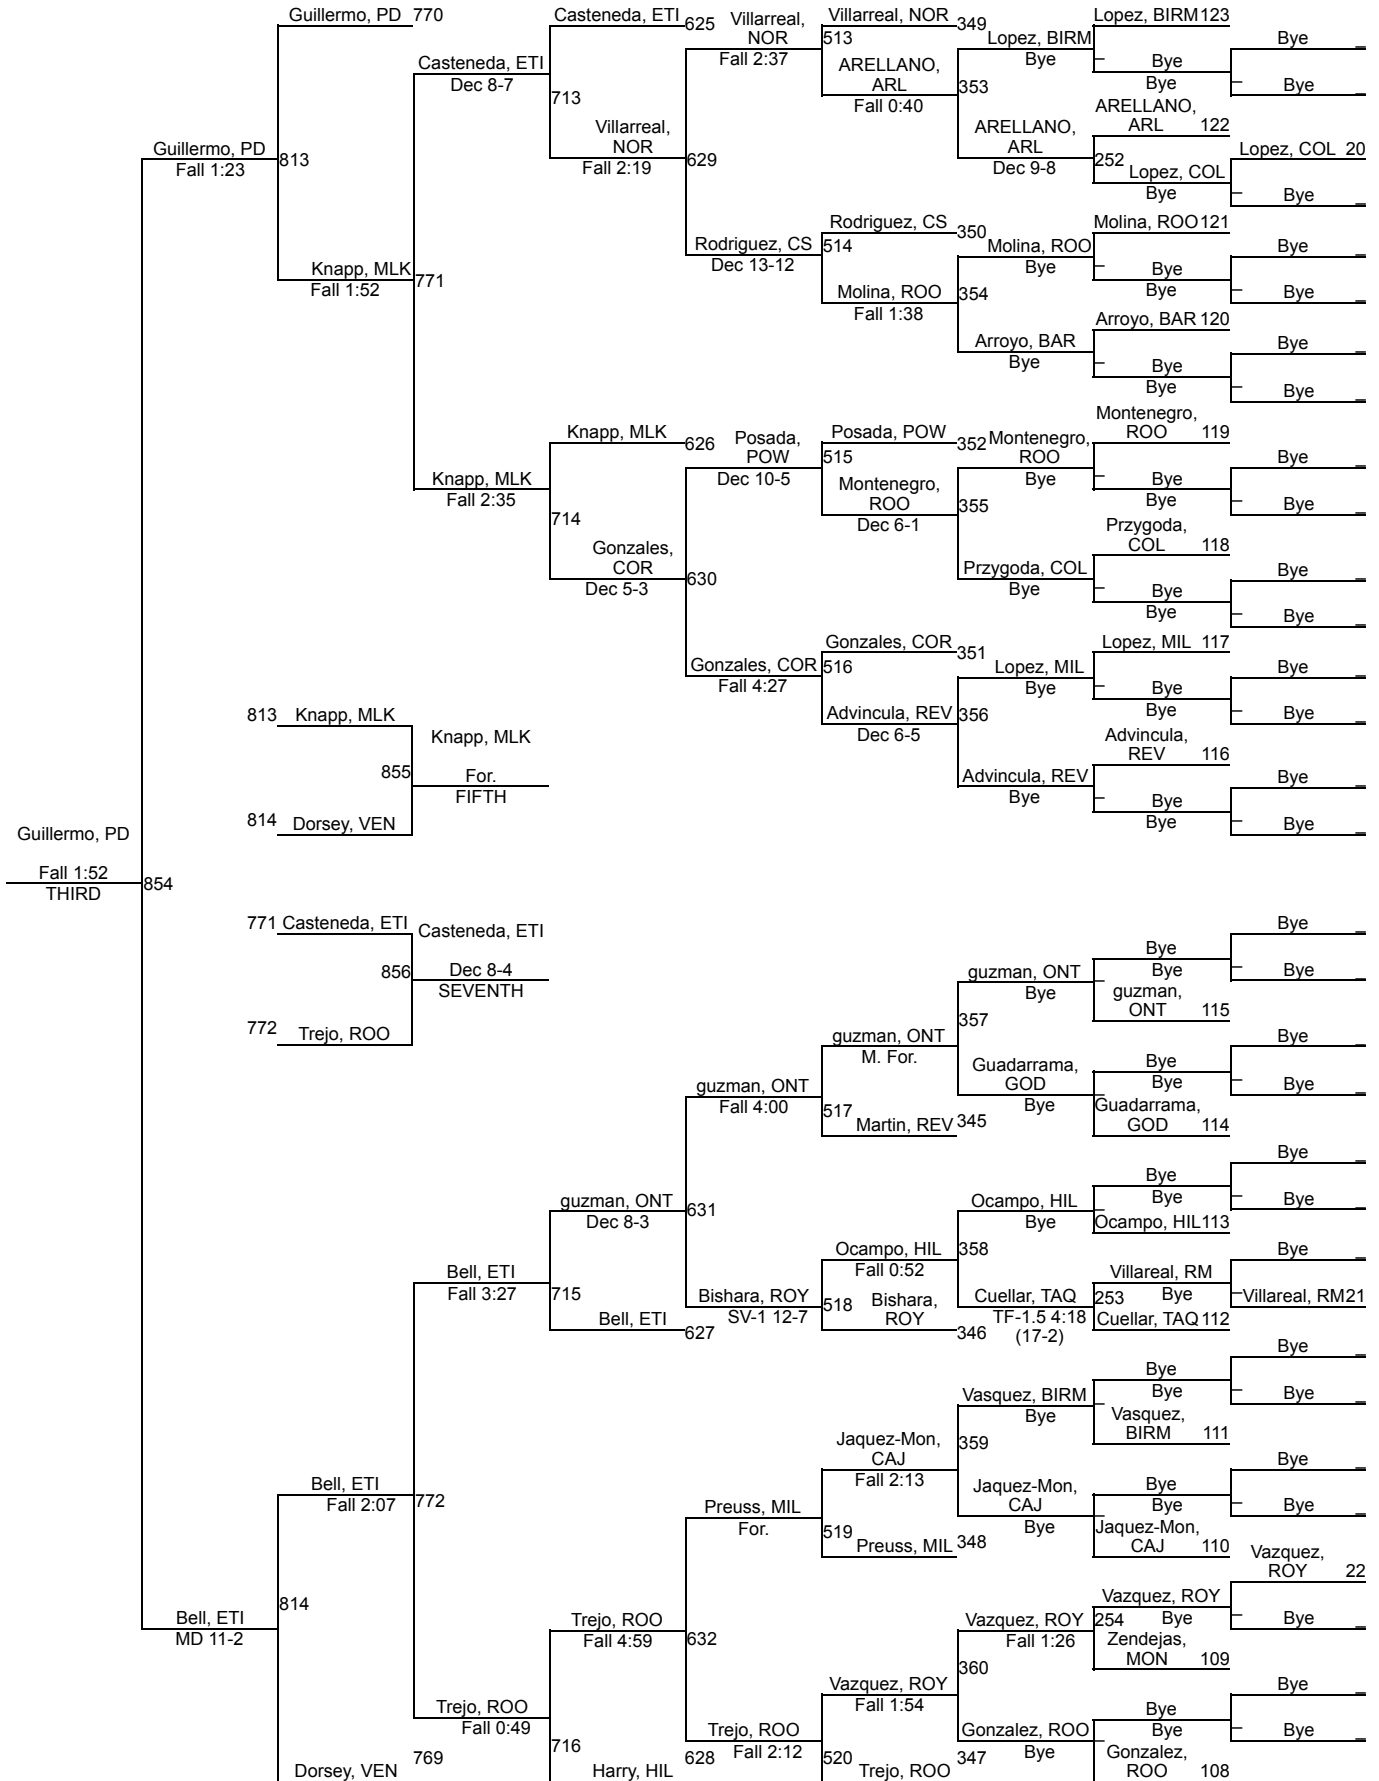 Guillermo, PD 770
Casteneda, ETI 625
Villarreal,
NOR
Fall 2:37
Villarreal, NOR 349
Lopez, BIRM 123
Bye
Bye
Bye
Bye
Lopez, BIRM
Bye
513
ARELLANO,
ARL
Fall 0:40
353
Casteneda, ETI
Dec 8-7
713
Villarreal,
NOR
Fall 2:19
629
ARELLANO,
ARL
Dec 9-8
ARELLANO,
ARL 122
252
Lopez, COL
Bye
Lopez, COL 20
Bye
Guillermo, PD
Fall 1:23
813
Rodriguez, CS
Dec 13-12
514
Rodriguez, CS 350
Molina, ROO
Bye
Molina, ROO 121
Bye
Bye
Bye
Bye
Knapp, MLK
Fall 1:52
771
Molina, ROO
Fall 1:38
354
Arroyo, BAR
Bye
Arroyo, BAR 120
Bye
Bye
Bye
Bye
Knapp, MLK 626
Posada,
POW
Dec 10-5
Posada, POW 352
515
Montenegro,
ROO
Bye
Montenegro,
ROO 119
Bye
Bye
Bye
Bye
Knapp, MLK
Fall 2:35
714
Montenegro,
ROO
Dec 6-1
355
Gonzales,
COR
Dec 5-3
630
Przygoda, COL
Bye
Przygoda,
COL 118
Bye
Bye
Bye
Bye
Gonzales, COR
Fall 4:27
516
Gonzales, COR 351
Lopez, MIL
Bye
Lopez, MIL 117
Bye
Bye
Bye
Bye
Advincula, REV
Dec 6-5
356
Advincula, REV
Bye
Advincula,
REV 116
Bye
Bye
Bye
Bye
813 Knapp, MLK
Knapp, MLK
855
For.
FIFTH
814 Dorsey, VEN
Guillermo, PD
Fall 1:52
THIRD
854
771 Casteneda, ETI
Casteneda, ETI
856
Dec 8-4
SEVENTH
772 Trejo, ROO
Bye
Bye
Bye
Bye
guzman, ONT
Bye
guzman,
ONT 115
357
guzman, ONT
M. For.
Guadarrama,
GOD
Bye
Bye
Bye
Bye
Bye
Guadarrama,
GOD 114
guzman, ONT
Fall 4:00
517
Martin, REV 345
guzman, ONT
Dec 8-3
631
Ocampo, HIL
Bye
Bye
Bye
Bye
Bye
Ocampo, HIL 113
Ocampo, HIL
Fall 0:52
358
Bell, ETI
Fall 3:27
715
Bishara, ROY
SV-1 12-7
518
Bishara,
ROY
346
Cuellar, TAQ
TF-1.5 4:18
(17-2)
Villareal, RM
253
Bye
Cuellar, TAQ 112
Bye
Villareal, RM 21
Bell, ETI 627
Vasquez, BIRM
Bye
Bye
Bye
Bye
Bye
Vasquez,
BIRM 111
Jaquez-Mon,
CAJ
Fall 2:13
359
Bell, ETI
Fall 2:07
772
Preuss, MIL
For.
519
Preuss, MIL 348
Jaquez-Mon,
CAJ
Bye
Bye
Bye
Bye
Bye
Jaquez-Mon,
CAJ 110
Vazquez,
ROY 22
Bye
Bell, ETI
MD 11-2
814
Trejo, ROO
Fall 4:59
632
Vazquez, ROY
Fall 1:26
Vazquez, ROY
254
Bye
Zendejas,
MON 109
360
Vazquez, ROY
Fall 1:54
Trejo, ROO
Fall 0:49
716
Trejo, ROO
Fall 2:12
520
Gonzalez, ROO
Bye
Bye
Bye
Bye
Bye
Gonzalez,
ROO 108
Dorsey, VEN 769
Harry, HIL 628
Trejo, ROO 347